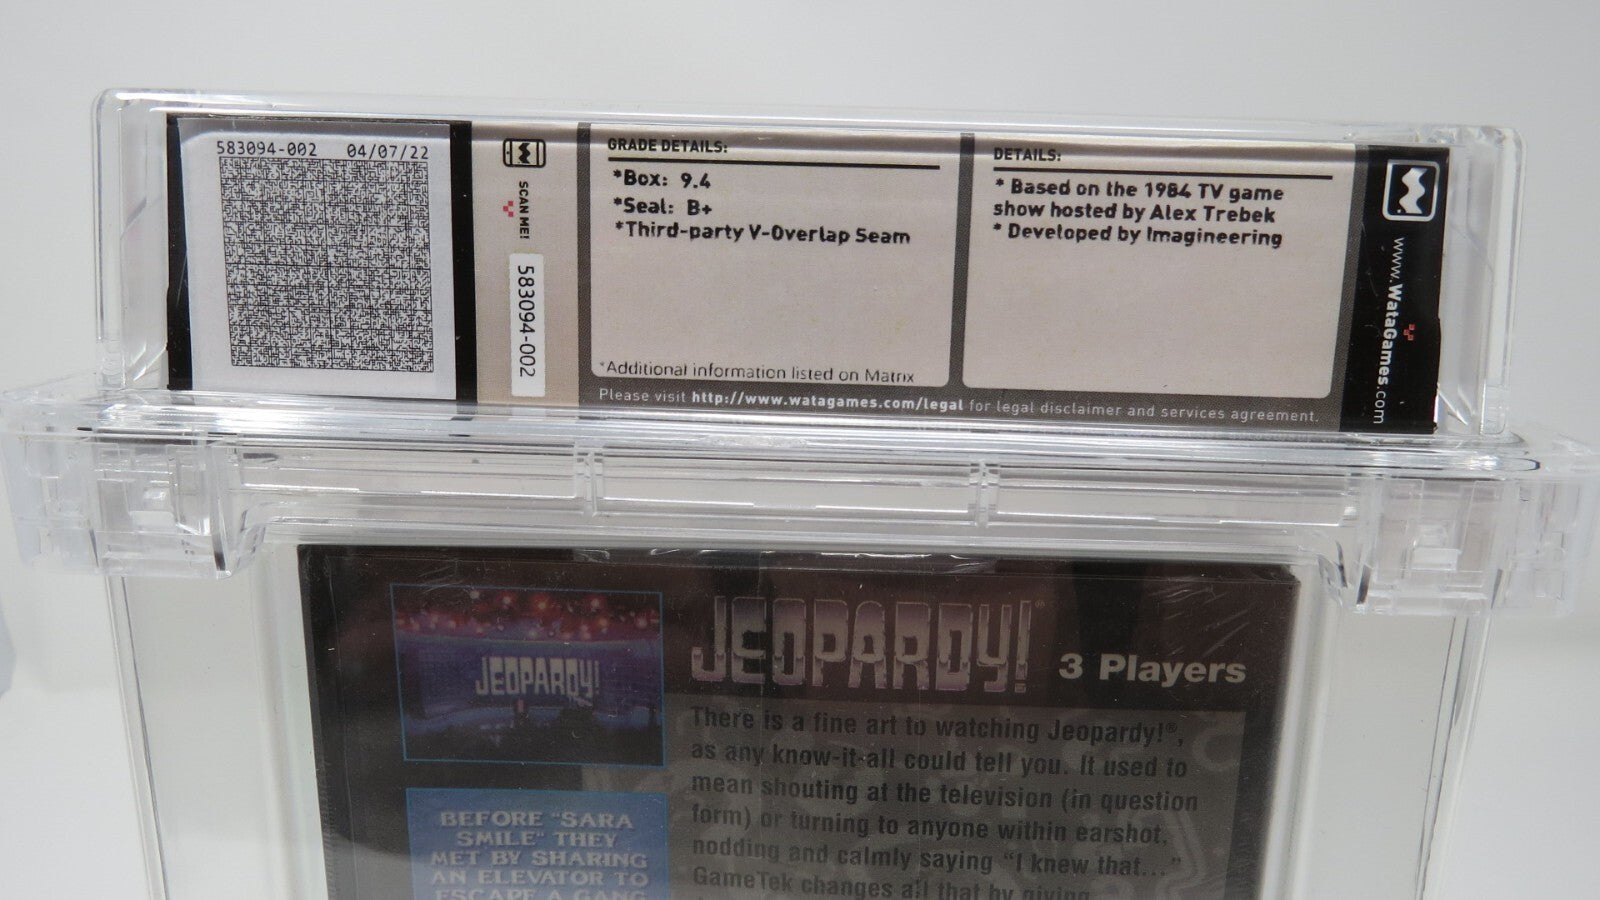 583094-002 04/07/22
SCAN ME!
583094-002
GRADE DETAILS:
*Box: 9.4
*Seal: B+
*Third-party V-Overlap Seam
*Additional information listed on Matrix
DETAILS:
* Based on the 1984 TV game
show hosted by Alex Trebek
* Developed by Imagineering
Please visit http://www.watagames.com/legal for legal disclaimer and services agreement.
www.WataGames.com
JEOPARDY!
JEOPARDY!® 3 Players
There is a fine art to watching Jeopardy!®,
as any know-it-all could tell you. It used to
mean shouting at the television (in question
form) or turning to anyone within earshot,
nodding and calmly saying “I knew that...”
GameTek changes all that by giving
BEFORE "SARA
SMILE" THEY
MET BY SHARING
AN ELEVATOR TO
ESCAPE A GANG